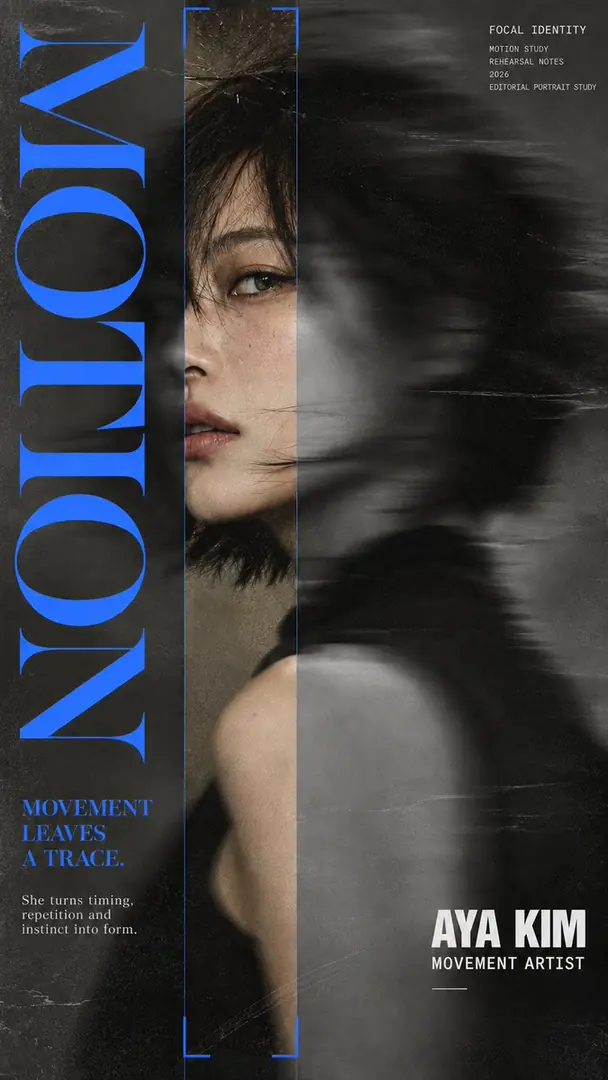 FOCAL IDENTITY
MOTION STUDY
REHEARSAL NOTES
2026
EDITORIAL PORTRAIT STUDY
MOTION
MOVEMENT
LEAVES
A TRACE.
She turns timing,
repetition and
instinct into form.
AYA KIM
MOVEMENT ARTIST